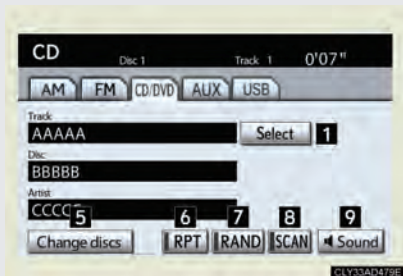 CD Disc 1 Track 1 0'07"
AM FM CD/DVD AUX USB
Track
AAAAA Select 1
Disc
BBBBB
Artist
CCCC
5 6 7 8 9
Change discs RPT RAND SCAN Sound
CLY33AD479E